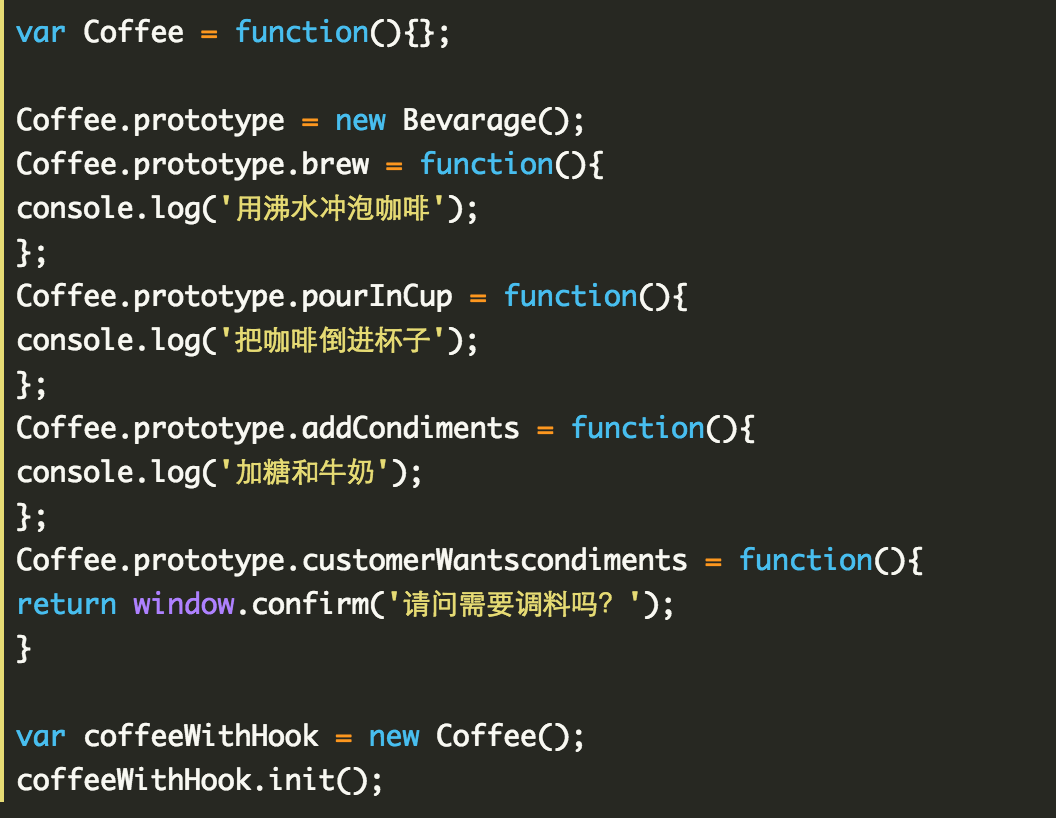 var Coffee = function(){};
Coffee.prototype = new Bevarage();
Coffee.prototype.brew = function(){
console.log('用沸水冲泡咖啡');
};
Coffee.prototype.pourInCup = function(){
console.log('把咖啡倒进杯子');
};
Coffee.prototype.addCondiments = function(){
console.log('加糖和牛奶');
};
Coffee.prototype.customerWantscondiments = function(){
return window.confirm('请问需要调料吗？');
}
var coffeeWithHook = new Coffee();
coffeeWithHook.init();